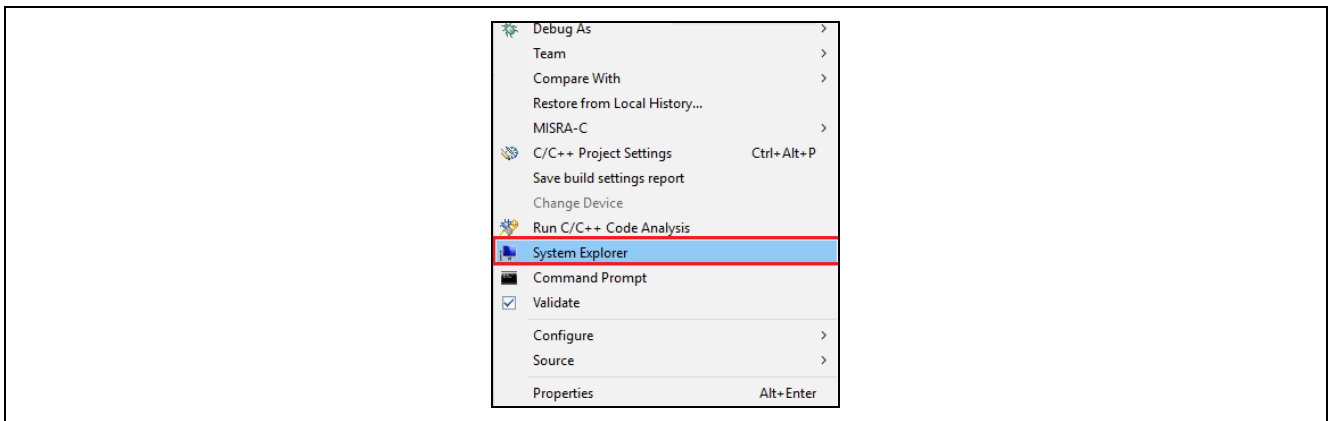 Debug As >
Team >
Compare With >
Restore from Local History...
MISRA-C >
C/C++ Project Settings Ctrl+Alt+P
Save build settings report
Change Device
Run C/C++ Code Analysis
System Explorer
Command Prompt
Validate
Configure >
Source >
Properties Alt+Enter